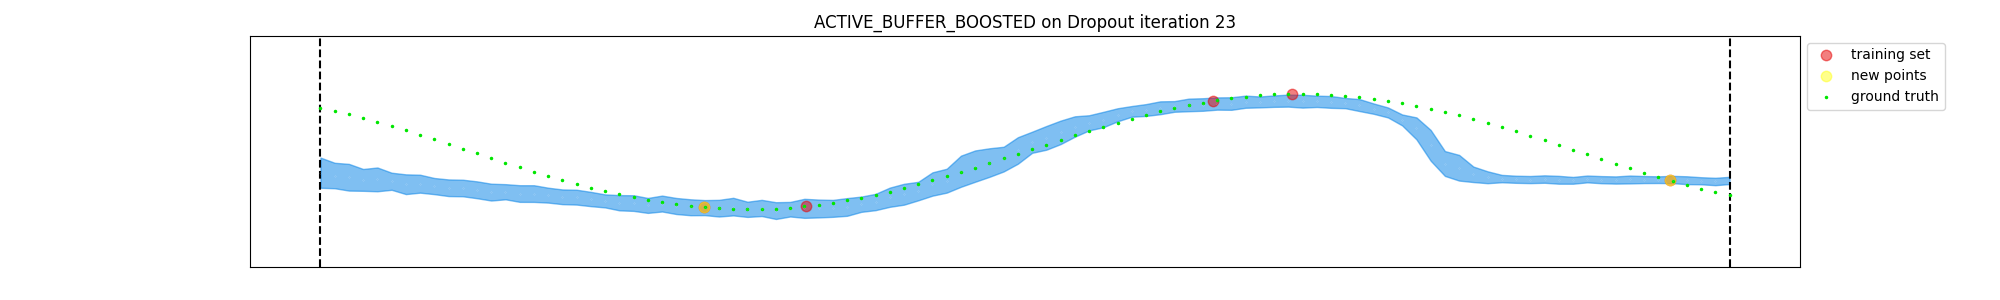 ACTIVE_BUFFER_BOOSTED on Dropout iteration 23
training set
new points
ground truth